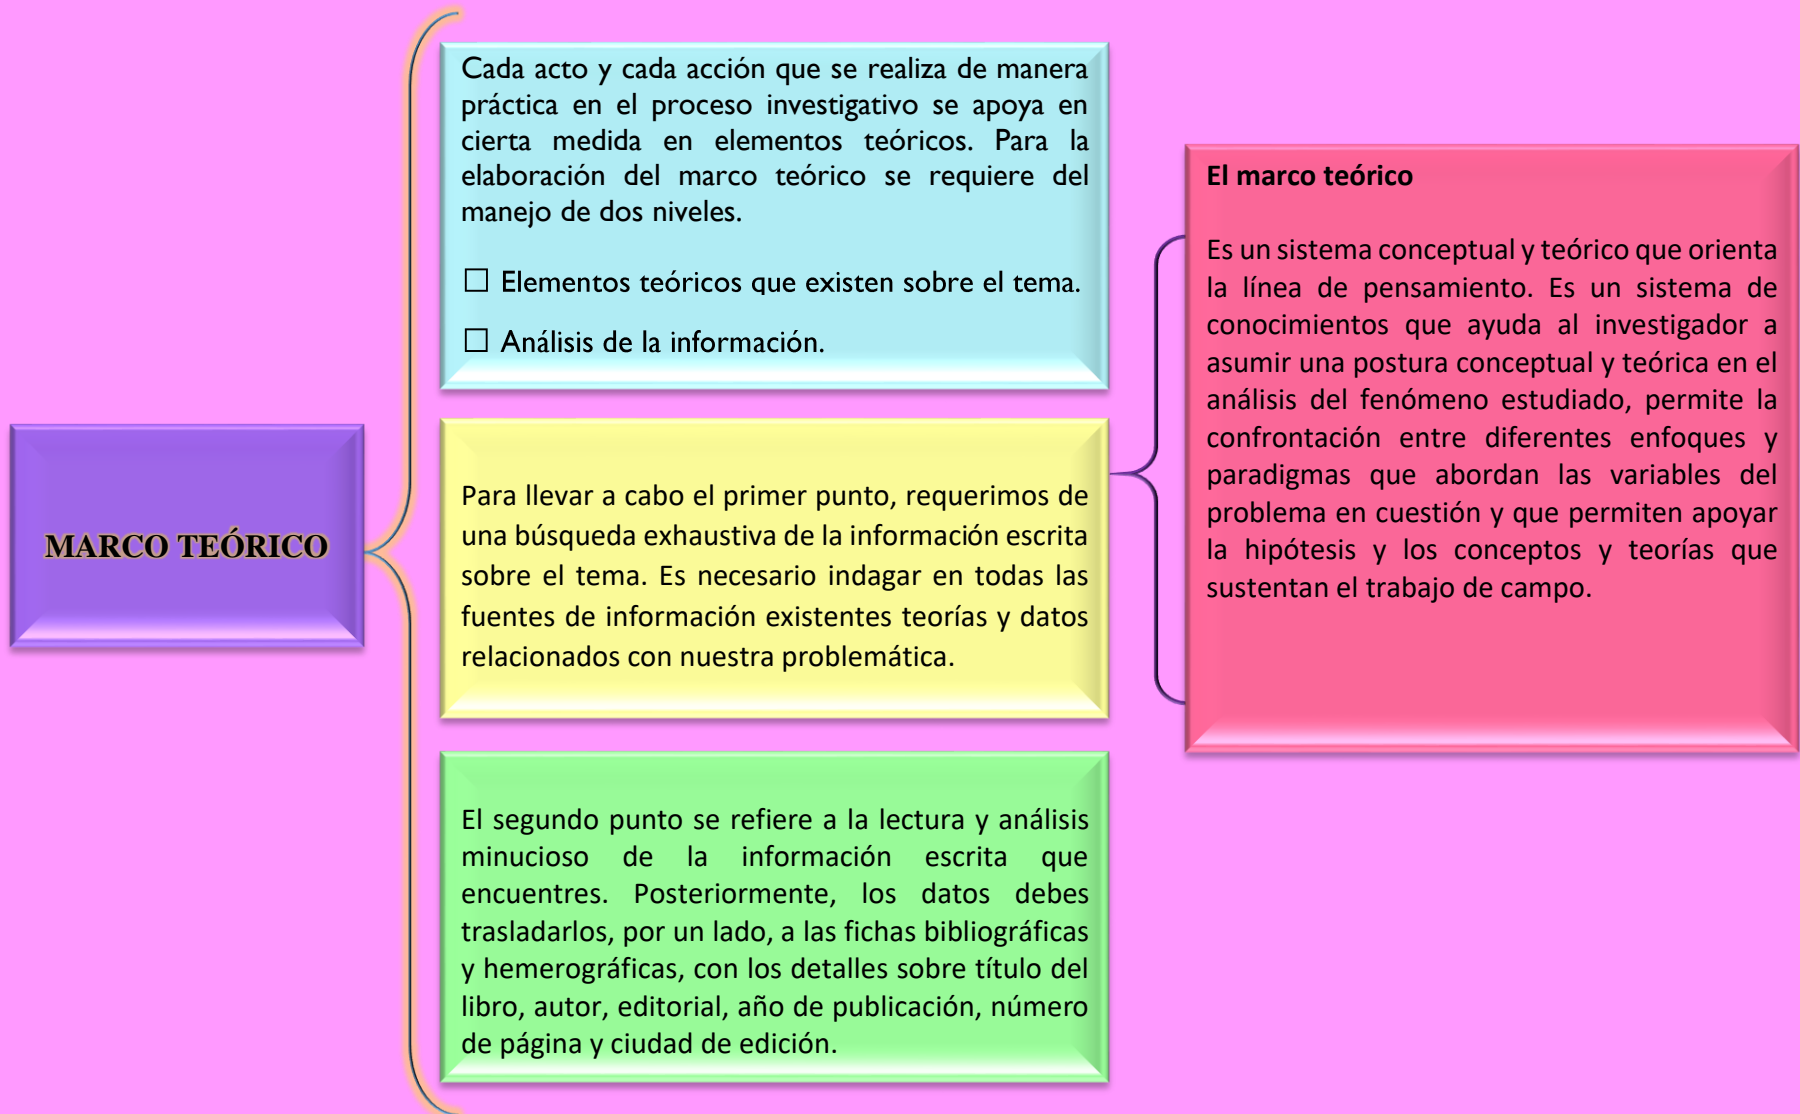 MARCO TEÓRICO
Cada acto y cada acción que se realiza de manera
práctica en el proceso investigativo se apoya en
cierta medida en elementos teóricos. Para la
elaboración del marco teórico se requiere del
manejo de dos niveles.
☐ Elementos teóricos que existen sobre el tema.
☐ Análisis de la información.
Para llevar a cabo el primer punto, requerimos de
una búsqueda exhaustiva de la información escrita
sobre el tema. Es necesario indagar en todas las
fuentes de información existentes teorías y datos
relacionados con nuestra problemática.
El segundo punto se refiere a la lectura y análisis
minucioso de la información escrita que
encuentres. Posteriormente, los datos debes
trasladarlos, por un lado, a las fichas bibliográficas
y hemerográficas, con los detalles sobre título del
libro, autor, editorial, año de publicación, número
de página y ciudad de edición.
El marco teórico
Es un sistema conceptual y teórico que orienta
la línea de pensamiento. Es un sistema de
conocimientos que ayuda al investigador a
asumir una postura conceptual y teórica en el
análisis del fenómeno estudiado, permite la
confrontación entre diferentes enfoques y
paradigmas que abordan las variables del
problema en cuestión y que permiten apoyar
la hipótesis y los conceptos y teorías que
sustentan el trabajo de campo.